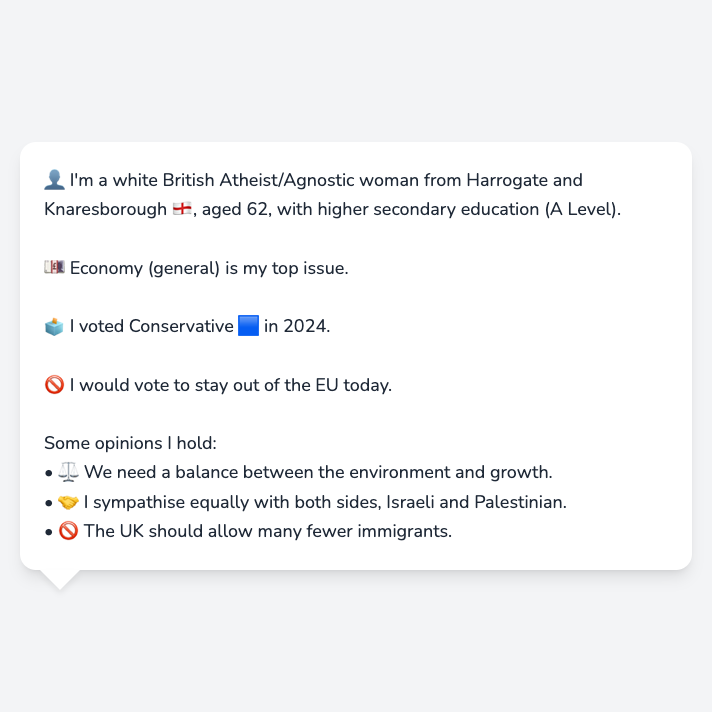 👤 I'm a white British Atheist/Agnostic woman from Harrogate and
Knaresborough 🏴󠁧󠁢󠁥󠁮󠁧󠁿, aged 62, with higher secondary education (A Level).
💷 Economy (general) is my top issue.
🗳️ I voted Conservative 🟦 in 2024.
🚫 I would vote to stay out of the EU today.
Some opinions I hold:
• ⚖️ We need a balance between the environment and growth.
• 🤝 I sympathise equally with both sides, Israeli and Palestinian.
• 🚫 The UK should allow many fewer immigrants.